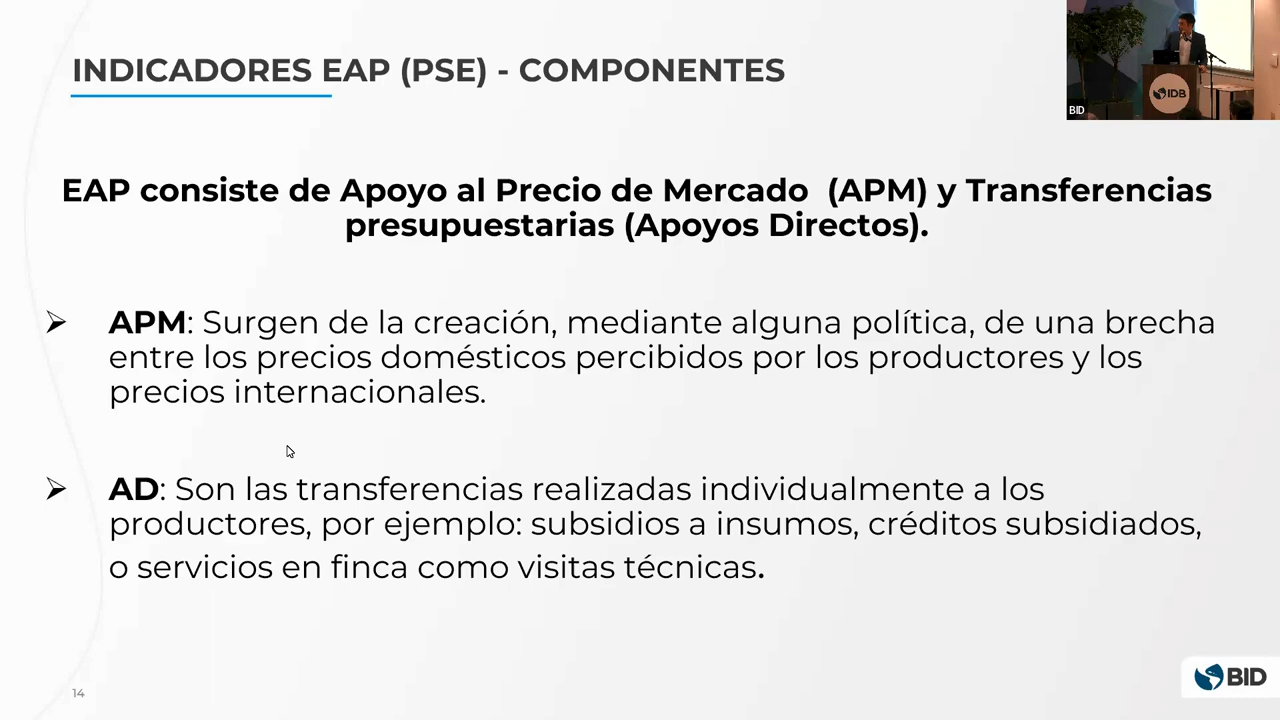 INDICADORES EAP (PSE) - COMPONENTES
IDB
BID
EAP consiste de Apoyo al Precio de Mercado (APM) y Transferencias
presupuestarias (Apoyos Directos).
APM: Surgen de la creación, mediante alguna política, de una brecha
entre los precios domésticos percibidos por los productores y los
precios internacionales.
AD: Son las transferencias realizadas individualmente a los
productores, por ejemplo: subsidios a insumos, créditos subsidiados,
o servicios en finca como visitas técnicas.
14
BID